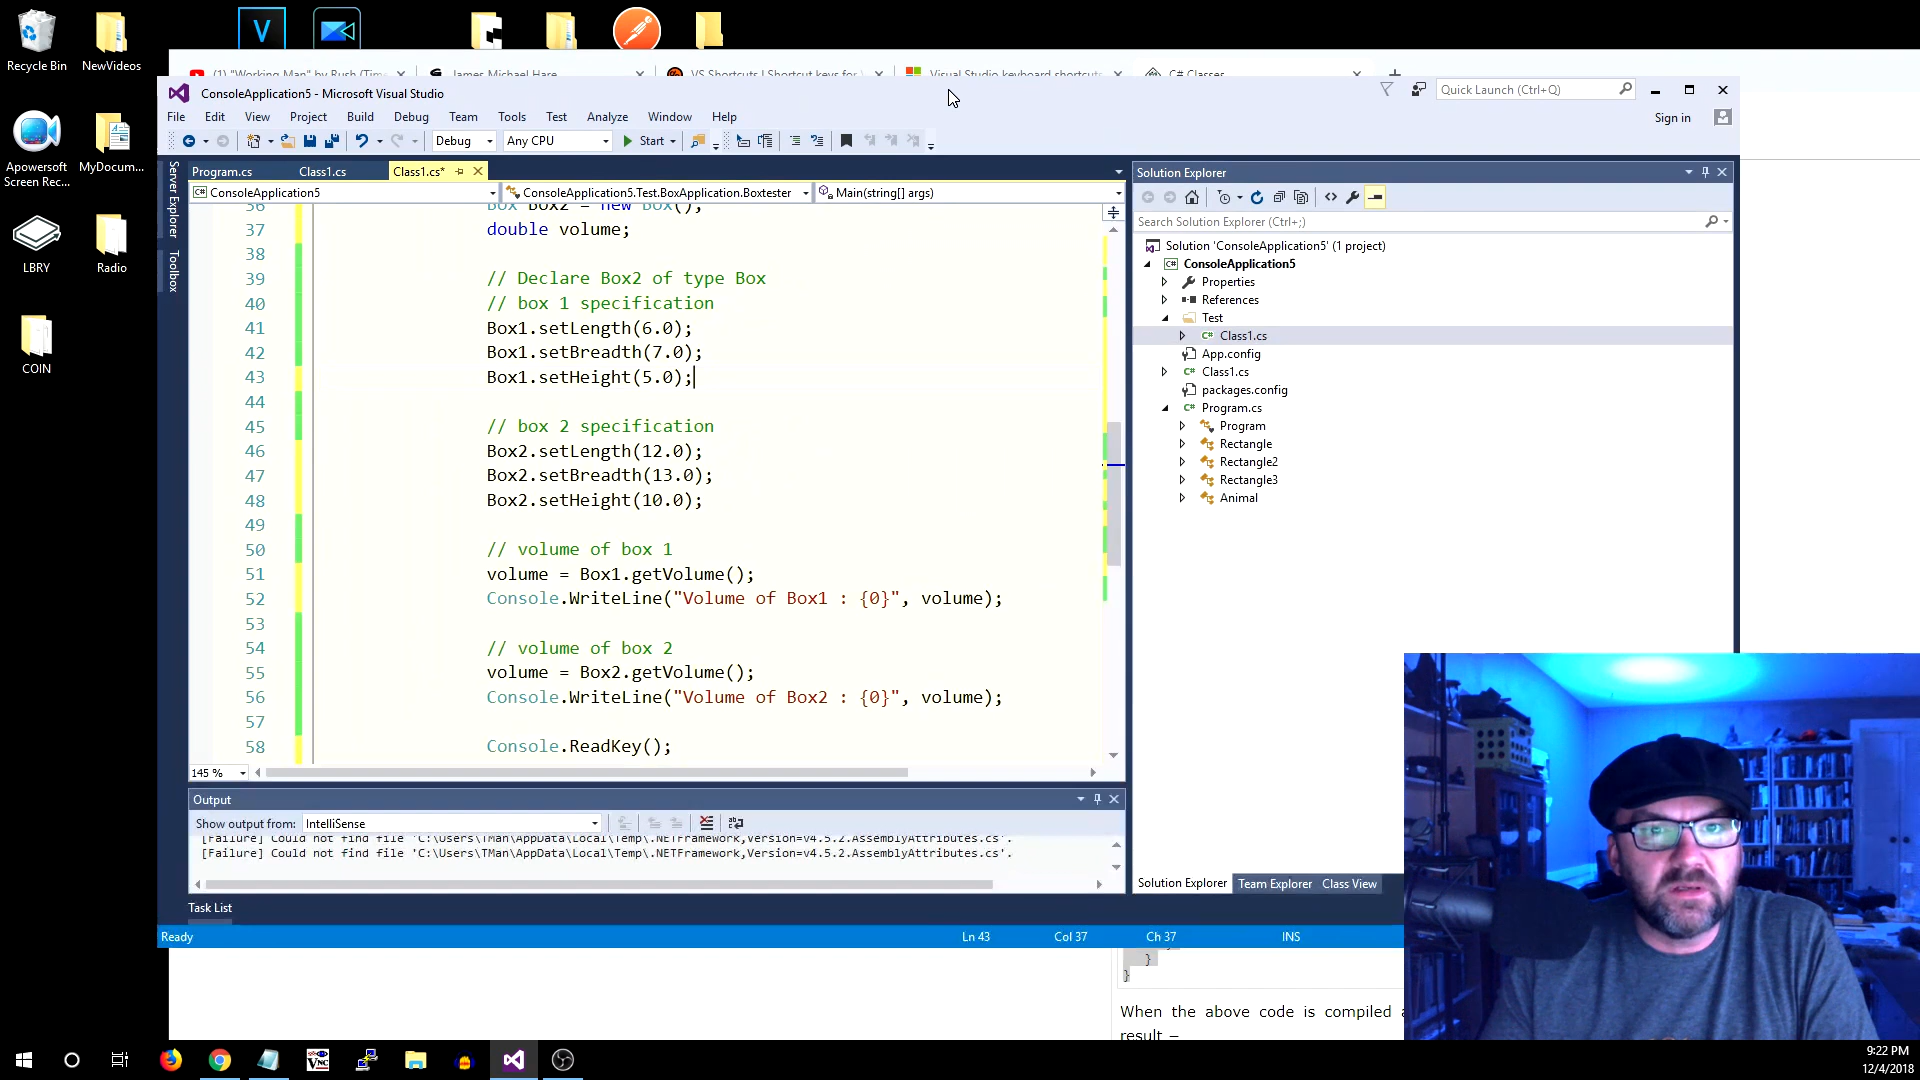 Recycle Bin
NewVideos
V
(1) "Working Man" by Rush (Tim
James Michael Hare
VS Shortcuts | Shortcut keys for
Visual Studio keyboard shortcuts
C# Classes
ConsoleApplication5 - Microsoft Visual Studio
Quick Launch (Ctrl+Q)
File Edit View Project Build Debug Team Tools Test Analyze Window Help
Sign in
Debug
Any CPU
Start
Apowersoft
Screen Rec...
MyDocum...
LBRY
Radio
COIN
Server Explorer
Toolbox
Program.cs
Class1.cs
Class1.cs*
ConsoleApplication5
ConsoleApplication5.Test.BoxApplication.Boxtester
Main(string[] args)
36 Box Box2 = new Box();
37 double volume;
38
39 // Declare Box2 of type Box
40 // box 1 specification
41 Box1.setLength(6.0);
42 Box1.setBreadth(7.0);
43 Box1.setHeight(5.0);
44
45 // box 2 specification
46 Box2.setLength(12.0);
47 Box2.setBreadth(13.0);
48 Box2.setHeight(10.0);
49
50 // volume of box 1
51 volume = Box1.getVolume();
52 Console.WriteLine("Volume of Box1 : {0}", volume);
53
54 // volume of box 2
55 volume = Box2.getVolume();
56 Console.WriteLine("Volume of Box2 : {0}", volume);
57
58 Console.ReadKey();
145 %
Solution Explorer
Search Solution Explorer (Ctrl+;)
Solution 'ConsoleApplication5' (1 project)
C# ConsoleApplication5
Properties
References
Test
C# Class1.cs
App.config
C# Class1.cs
packages.config
C# Program.cs
Program
Rectangle
Rectangle2
Rectangle3
Animal
Solution Explorer Team Explorer Class View
Output
Show output from: IntelliSense
[Failure] Could not find file 'C:\Users\TMan\AppData\Local\Temp\.NETFramework,Version=v4.5.2.AssemblyAttributes.cs'.
[Failure] Could not find file 'C:\Users\TMan\AppData\Local\Temp\.NETFramework,Version=v4.5.2.AssemblyAttributes.cs'.
Task List
Ready
Ln 43
Col 37
Ch 37
INS
}
}
When the above code is compiled
result –
VNC
9:22 PM
12/4/2018